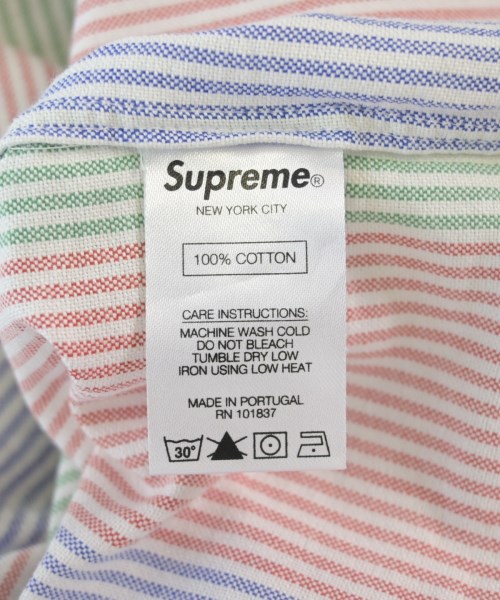 Supreme®
NEW YORK CITY
100% COTTON
CARE INSTRUCTIONS:
MACHINE WASH COLD
DO NOT BLEACH
TUMBLE DRY LOW
IRON USING LOW HEAT
MADE IN PORTUGAL
RN 101837
30°